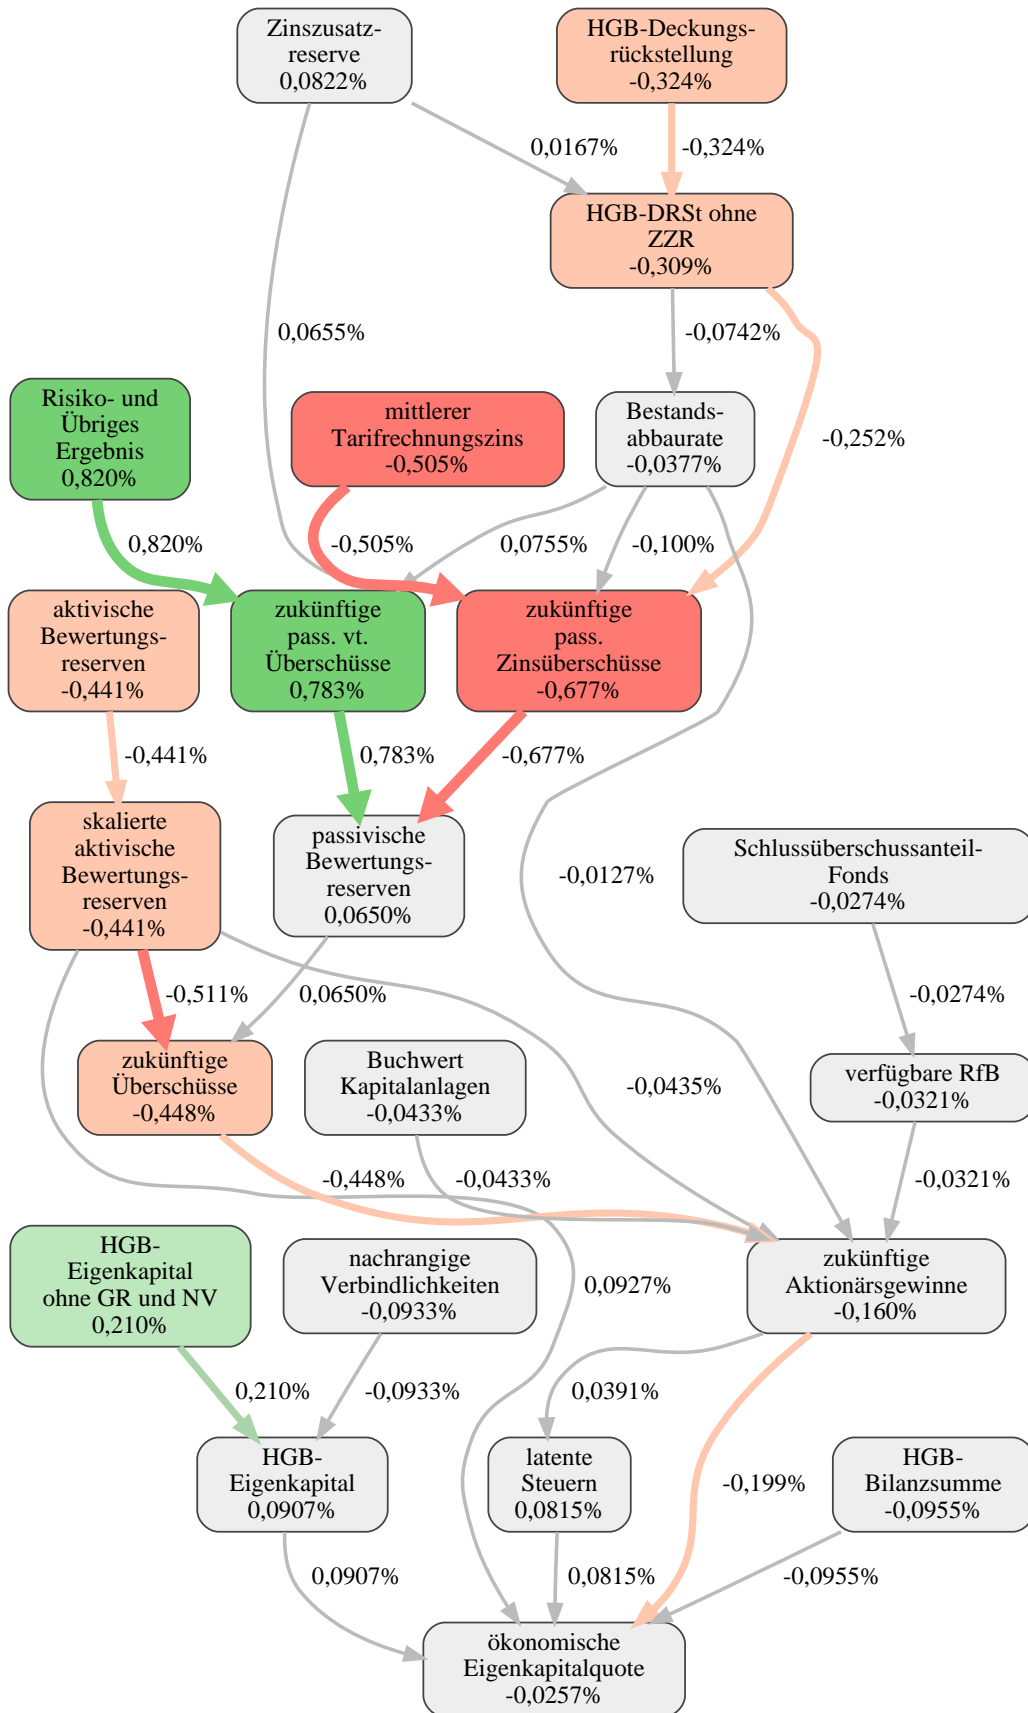 Zinszusatz-
reserve
0,0822%
HGB-Deckungs-
rückstellung
-0,324%
0,0167%
-0,324%
HGB-DRSt ohne
ZZR
-0,309%
0,0655%
-0,0742%
Risiko- und
Übriges
Ergebnis
0,820%
mittlerer
Tarifrechnungszins
-0,505%
Bestands-
abbaurate
-0,0377%
-0,252%
0,820%
-0,505%
0,0755%
-0,100%
aktivische
Bewertungs-
reserven
-0,441%
zukünftige
pass. vt.
Überschüsse
0,783%
zukünftige
pass.
Zinsüberschüsse
-0,677%
-0,441%
0,783%
-0,677%
skalierte
aktivische
Bewertungs-
reserven
-0,441%
passivische
Bewertungs-
reserven
0,0650%
-0,0127%
Schlussüberschussanteil-
Fonds
-0,0274%
-0,511%
0,0650%
-0,0274%
zukünftige
Überschüsse
-0,448%
Buchwert
Kapitalanlagen
-0,0433%
-0,0435%
verfügbare RfB
-0,0321%
-0,448%
-0,0433%
-0,0321%
HGB-
Eigenkapital
ohne GR und NV
0,210%
nachrangige
Verbindlichkeiten
-0,0933%
0,0927%
zukünftige
Aktionärsgewinne
-0,160%
0,210%
-0,0933%
0,0391%
HGB-
Eigenkapital
0,0907%
latente
Steuern
0,0815%
-0,199%
HGB-
Bilanzsumme
-0,0955%
0,0907%
0,0815%
-0,0955%
ökonomische
Eigenkapitalquote
-0,0257%